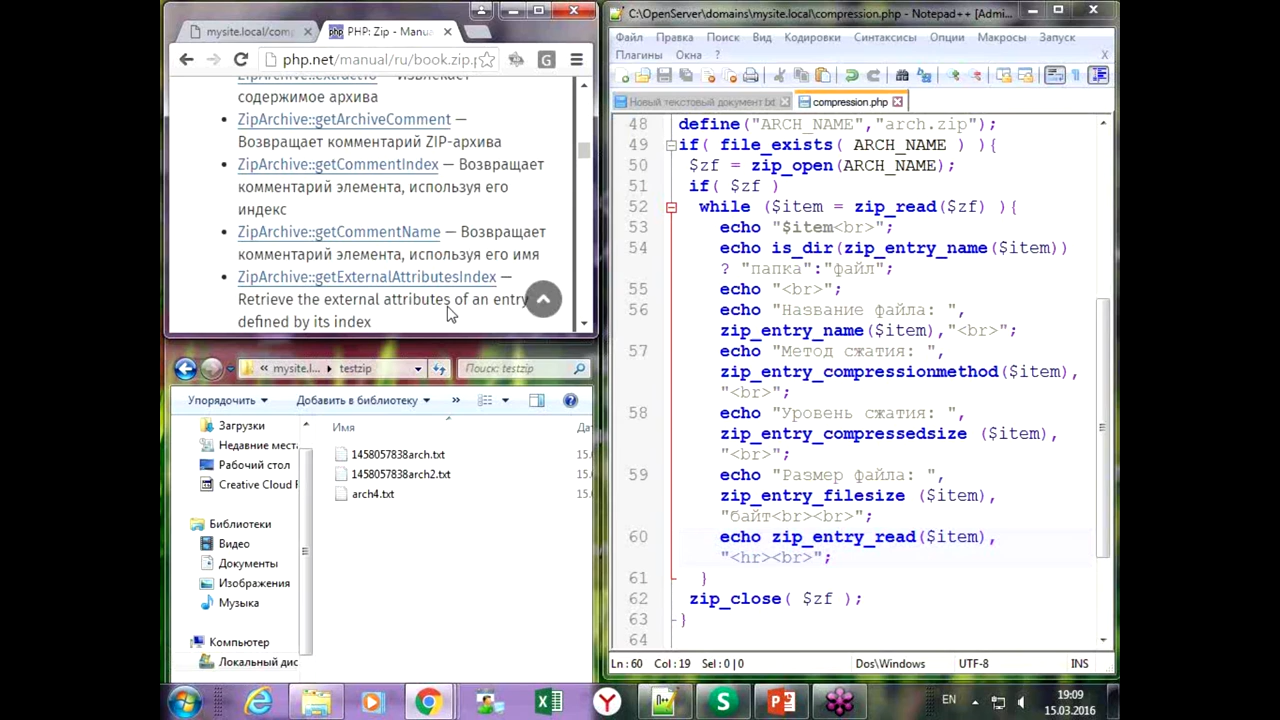 mysite.local/comp
PHP: Zip - Manua
php.net/manual/ru/book.zip.p
ZipArchive::extractTo — Извлекает
содержимое архива
ZipArchive::getArchiveComment —
Возвращает комментарий ZIP-архива
ZipArchive::getCommentIndex — Возвращает
комментарий элемента, используя его
индекс
ZipArchive::getCommentName — Возвращает
комментарий элемента, используя его имя
ZipArchive::getExternalAttributesIndex —
Retrieve the external attributes of an entry
defined by its index
« mysite.l... ▸ testzip
Поиск: testzip
Упорядочить
Добавить в библиотеку
»
Загрузки
Недавние места
Рабочий стол
Creative Cloud F
Библиотеки
Видео
Документы
Изображения
Музыка
Компьютер
Локальный дис
Имя
Да
1458057838arch.txt
15.0
1458057838arch2.txt
15.0
arch4.txt
15.0
C:\OpenServer\domains\mysite.local\compression.php - Notepad++ [Адми...
Файл Правка Поиск Вид Кодировки Синтаксисы Опции Макросы Запуск
Плагины Окна ? X
Новый текстовый документ.txt
compression.php
48 define("ARCH_NAME","arch.zip");
49 if( file_exists( ARCH_NAME ) ){
50 $zf = zip_open(ARCH_NAME);
51 if( $zf )
52 while ($item = zip_read($zf) ){
53 echo "$item<br>";
54 echo is_dir(zip_entry_name($item))
? "папка":"файл";
55 echo "<br>";
56 echo "Название файла: ",
zip_entry_name($item),"<br>";
57 echo "Метод сжатия: ",
zip_entry_compressionmethod($item),
"<br>";
58 echo "Уровень сжатия: ",
zip_entry_compressedsize ($item),
"<br>";
59 echo "Размер файла: ",
zip_entry_filesize ($item),
"байт<br><br>";
60 echo zip_entry_read($item),
"<hr><br>";
61 }
62 zip_close( $zf );
63 }
64
Ln : 60 Col : 19 Sel : 0 | 0
Dos\Windows
UTF-8
INS
EN
19:09
15.03.2016